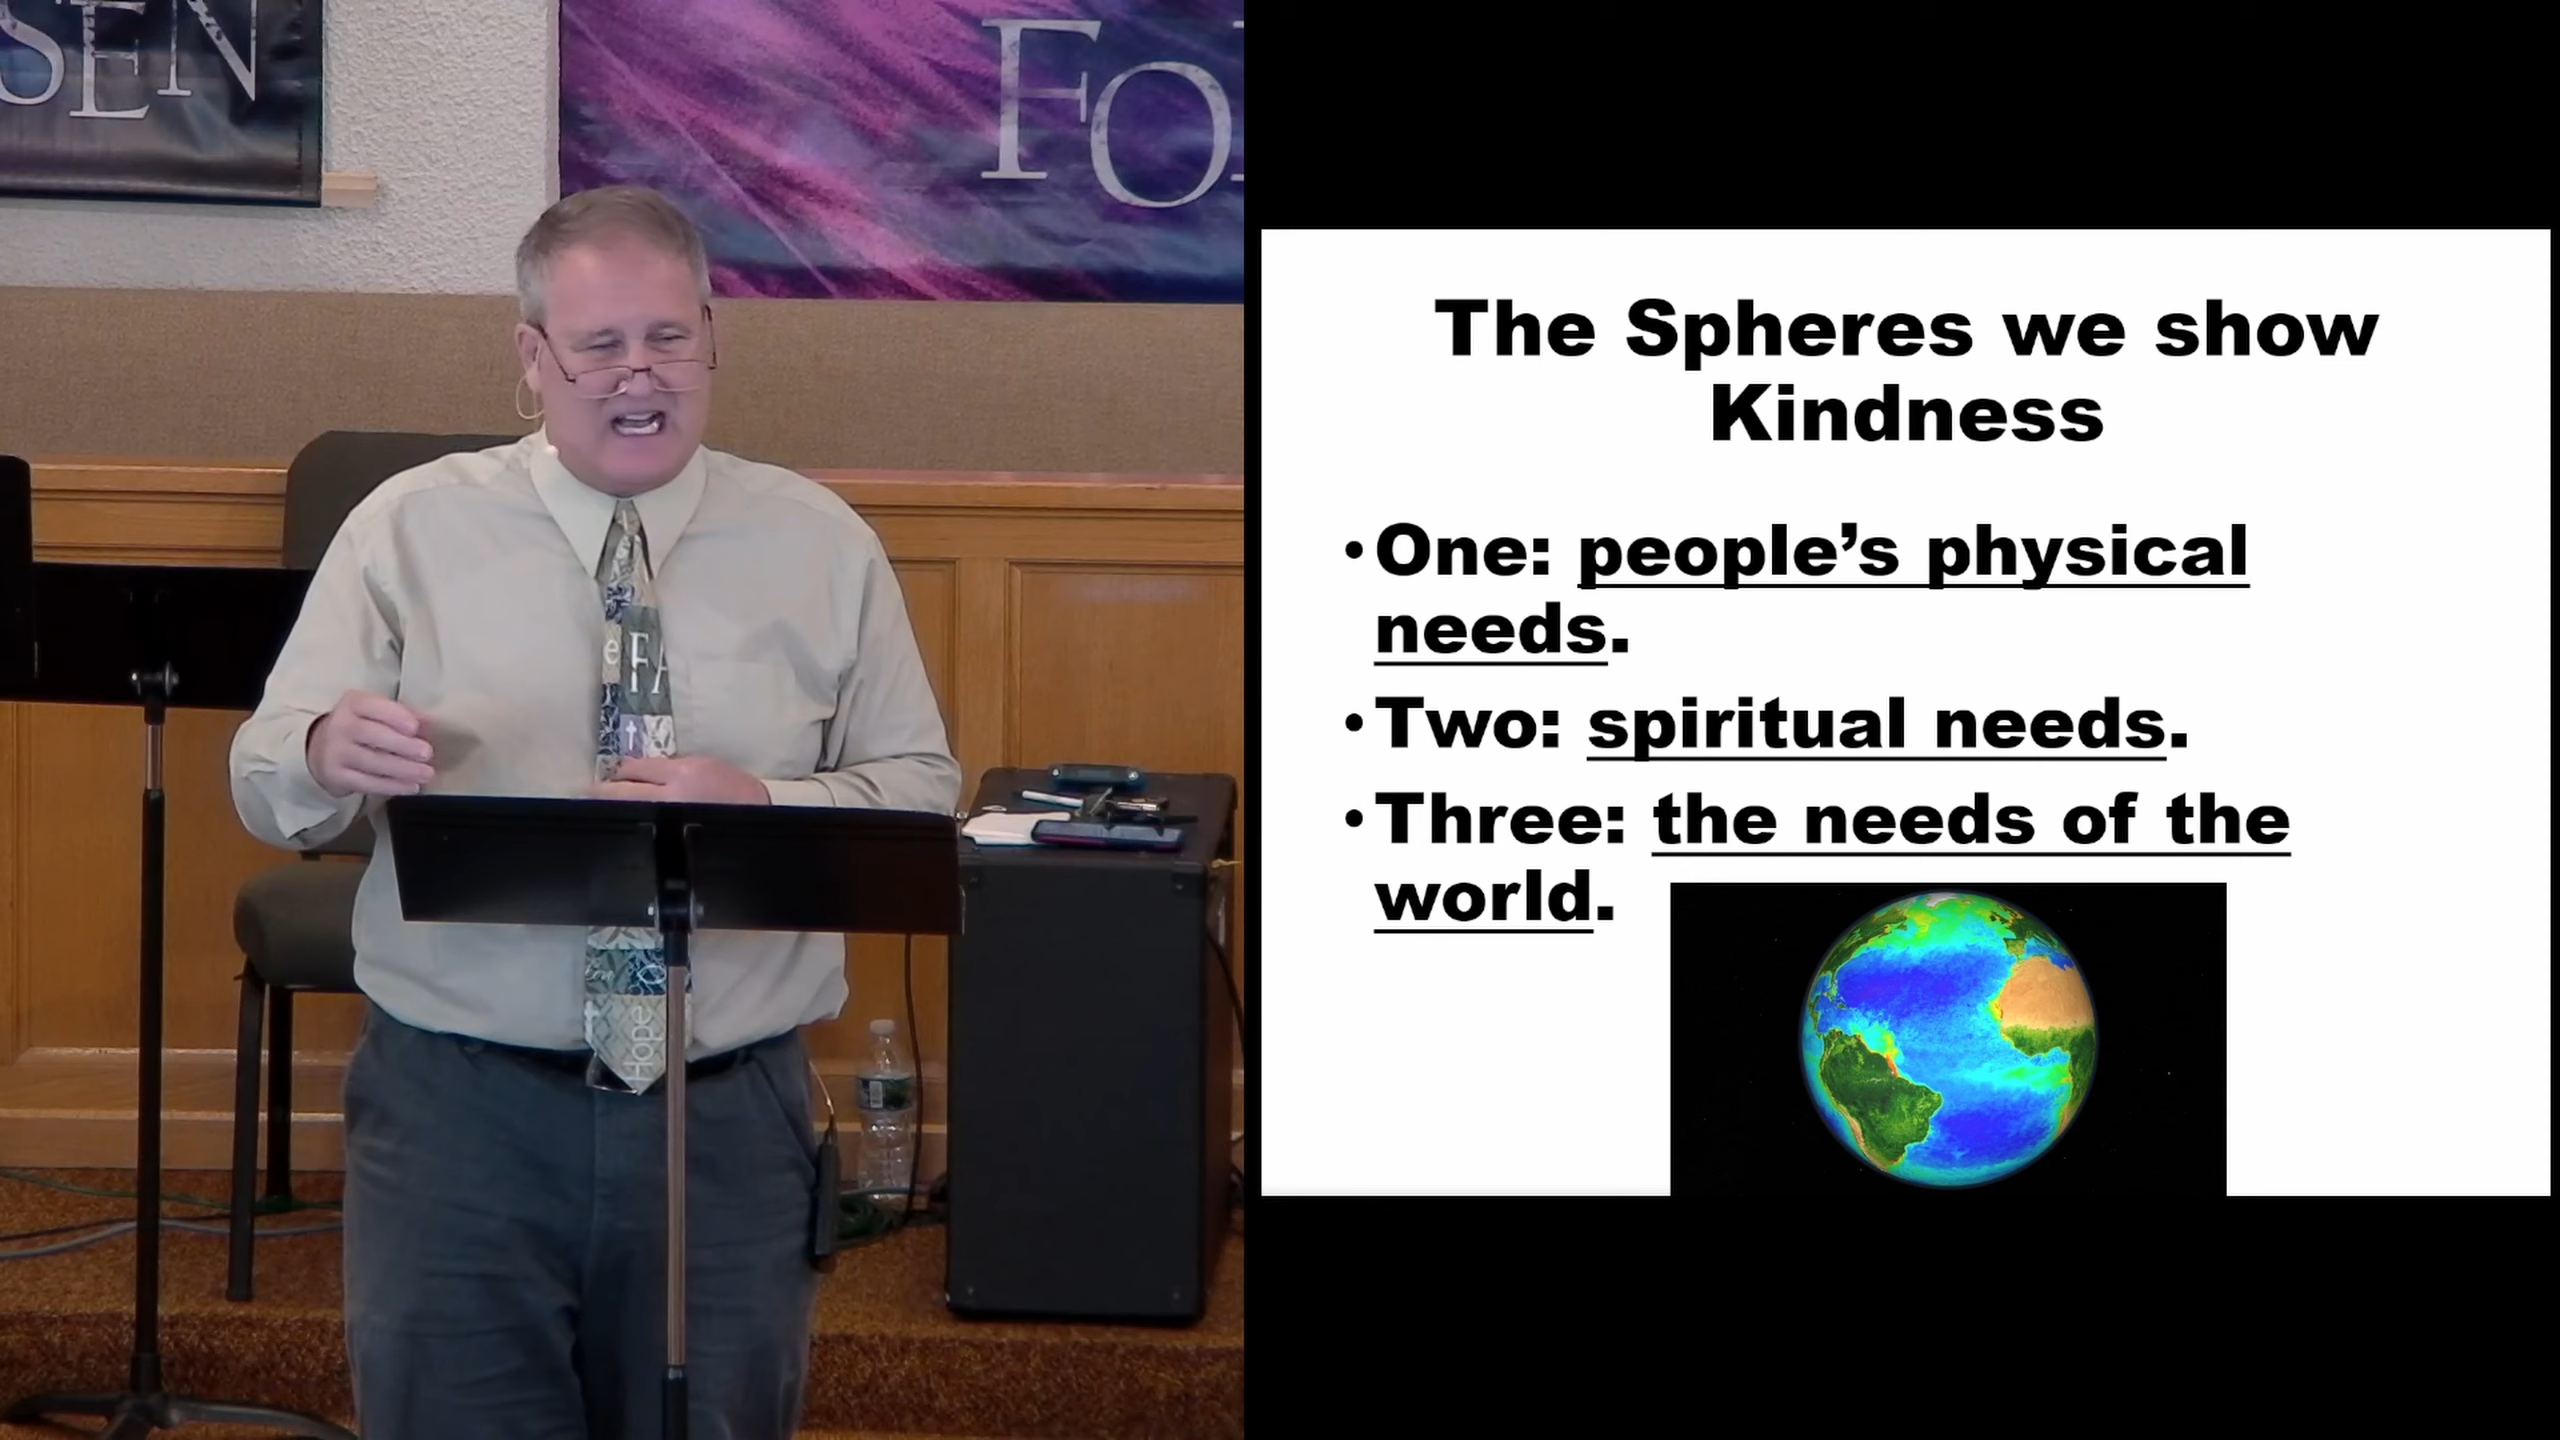 SEN
FO
FA
Hope
The Spheres we show
Kindness
• One: people’s physical
needs.
• Two: spiritual needs.
• Three: the needs of the
world.